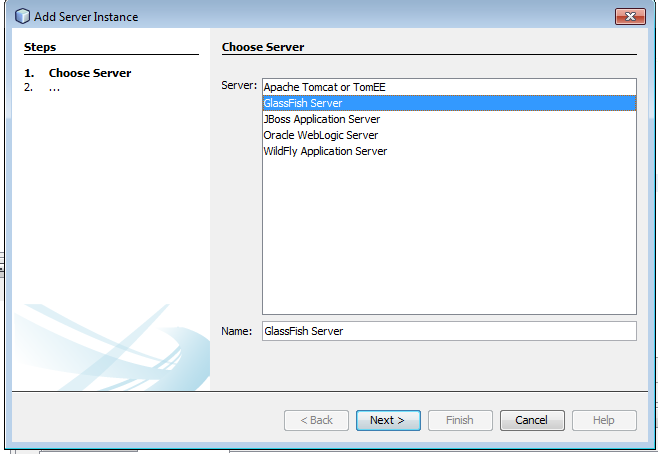 Add Server Instance
Steps
1. Choose Server
2. ...
Choose Server
Server:
Apache Tomcat or TomEE
GlassFish Server
JBoss Application Server
Oracle WebLogic Server
WildFly Application Server
Name: GlassFish Server
< Back Next > Finish Cancel Help